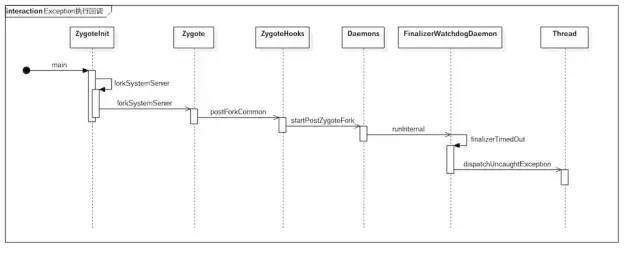 interaction Exception执行回调
ZygoteInit
Zygote
ZygoteHooks
Daemons
FinalizerWatchdogDaemon
Thread
main
forkSystemServer
forkSystemServer
postForkCommon
startPostZygoteFork
runInternal
finalizerTimedOut
dispatchUncaughtException